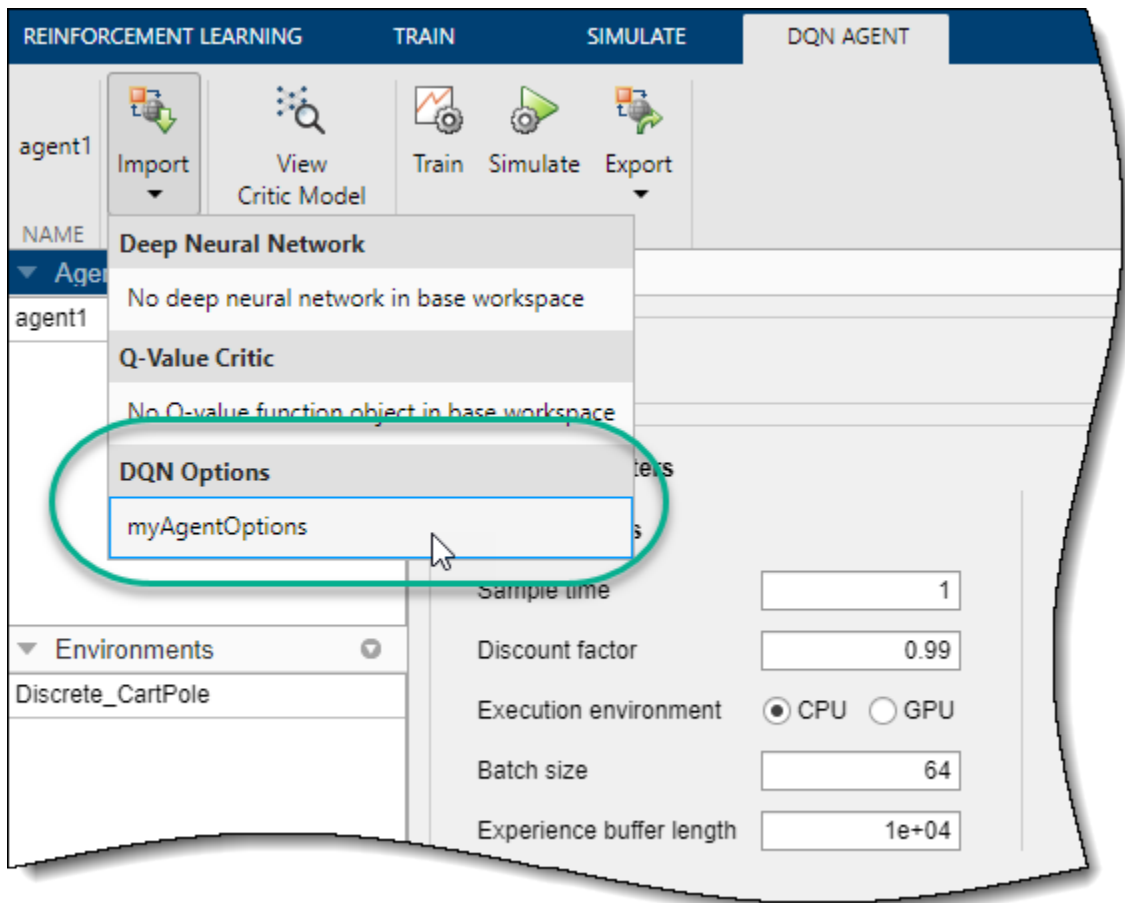 REINFORCEMENT LEARNING TRAIN SIMULATE DQN AGENT
agent1
Import
View
Critic Model
Train
Simulate
Export
NAME
Deep Neural Network
No deep neural network in base workspace
Q-Value Critic
No Q-value function object in base workspace
DQN Options
myAgentOptions
agent1
Environments
Discrete_CartPole
Sample time 1
Discount factor 0.99
Execution environment CPU GPU
Batch size 64
Experience buffer length 1e+04